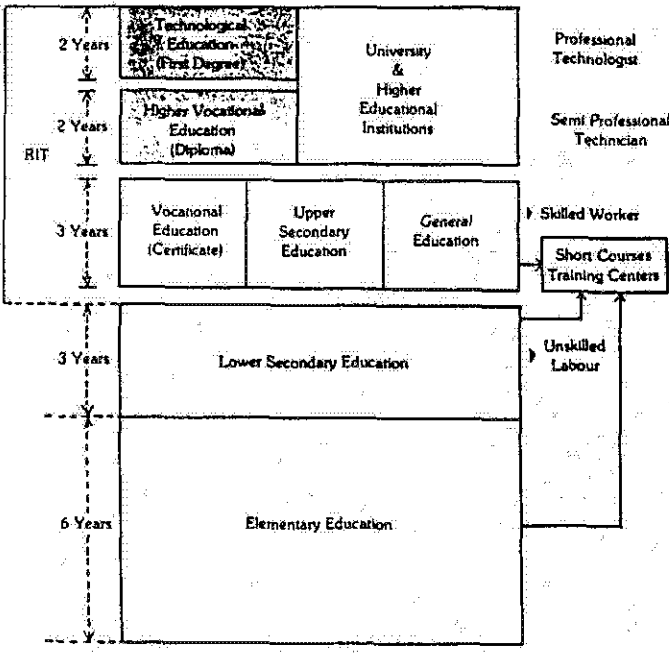 2 Years
Technological
Education
(First Degree)
University
&
Higher
Educational
Institutions
Professional
Technologist
2 Years
Higher Vocational
Education
(Diploma)
Semi Professional
Technician
RIT
3 Years
Vocational
Education
(Certificate)
Upper
Secondary
Education
General
Education
Skilled Worker
Short Courses
Training Centers
3 Years
Lower Secondary Education
Unskilled
Labour
6 Years
Elementary Education